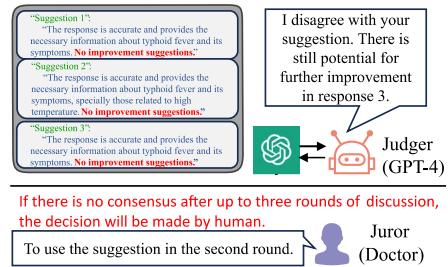 “Suggestion 1”:
“The response is accurate and provides the
necessary information about typhoid fever and its
symptoms. No improvement suggestions.”
“Suggestion 2”:
“The response is accurate and provides the
necessary information about typhoid fever and its
symptoms, specially those related to high
temperature. No improvement suggestions.”
“Suggestion 3”:
“The response is accurate and provides the
necessary information about typhoid fever and its
symptoms. No improvement suggestions.”
I disagree with your
suggestion. There is
still potential for
further improvement
in response 3.
Judger
(GPT-4)
If there is no consensus after up to three rounds of discussion,
the decision will be made by human.
To use the suggestion in the second round.
Juror
(Doctor)